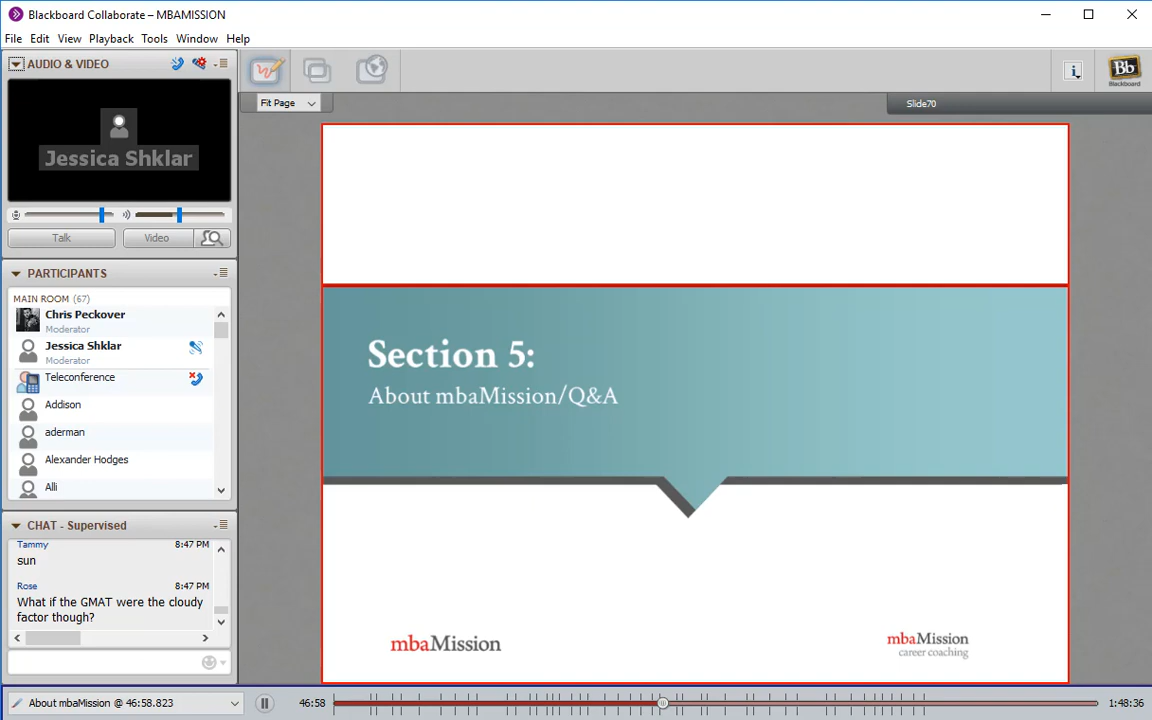 Blackboard Collaborate – MBAMISSION
File Edit View Playback Tools Window Help
AUDIO & VIDEO
Jessica Shklar
Talk
Video
PARTICIPANTS
MAIN ROOM (67)
Chris Peckover
Moderator
Jessica Shklar
Moderator
Teleconference
Addison
aderman
Alexander Hodges
Alli
CHAT - Supervised
Tammy 8:47 PM
sun
Rose 8:47 PM
What if the GMAT were the cloudy
factor though?
Fit Page
Slide70
i
Bb
Blackboard
Section 5:
About mbaMission/Q&A
mbaMission
mbaMission
career coaching
About mbaMission @ 46:58.823
46:58
1:48:36